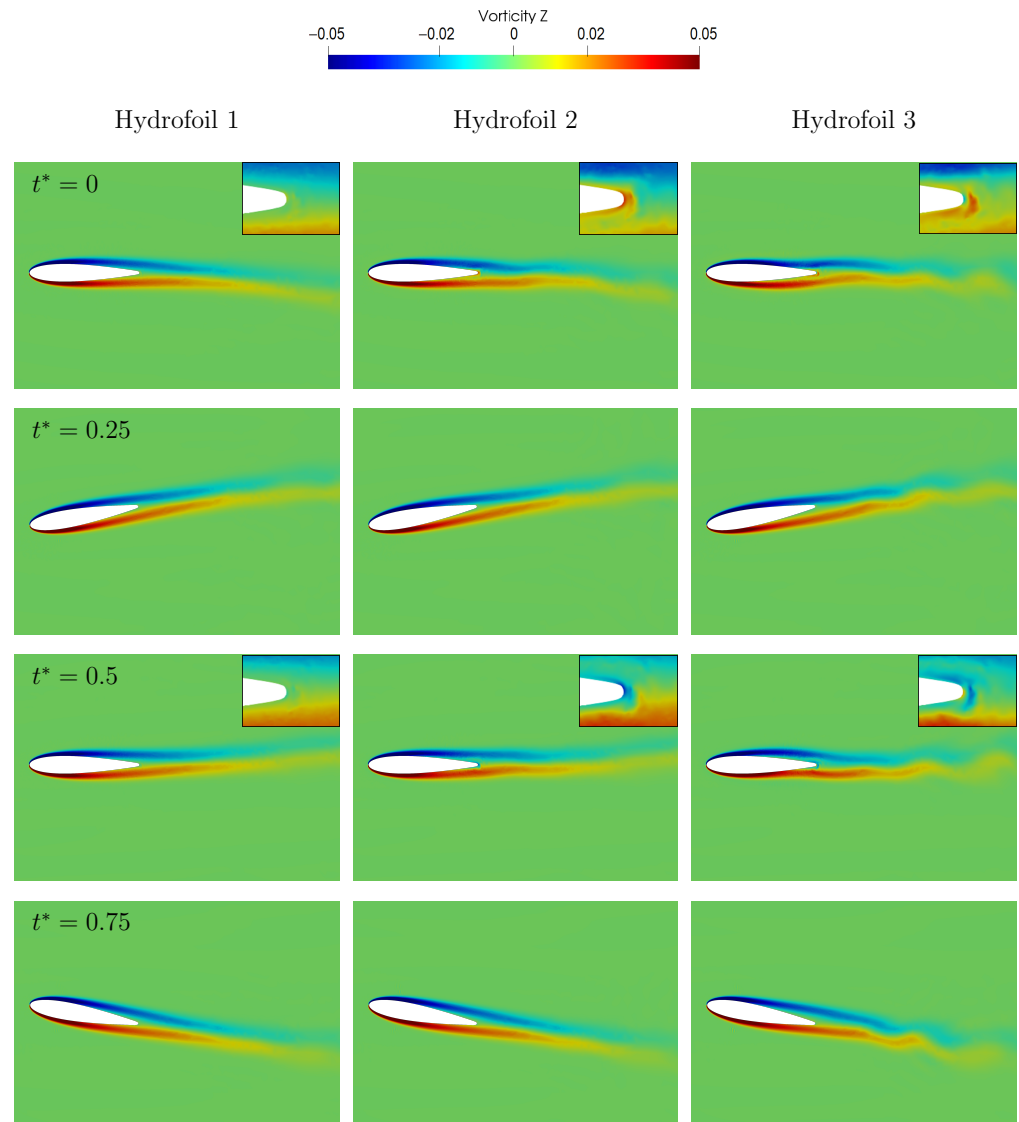 Vorticity Z
−0.05 −0.02 0 0.02 0.05
Hydrofoil 1 Hydrofoil 2 Hydrofoil 3
t* = 0
t* = 0.25
t* = 0.5
t* = 0.75